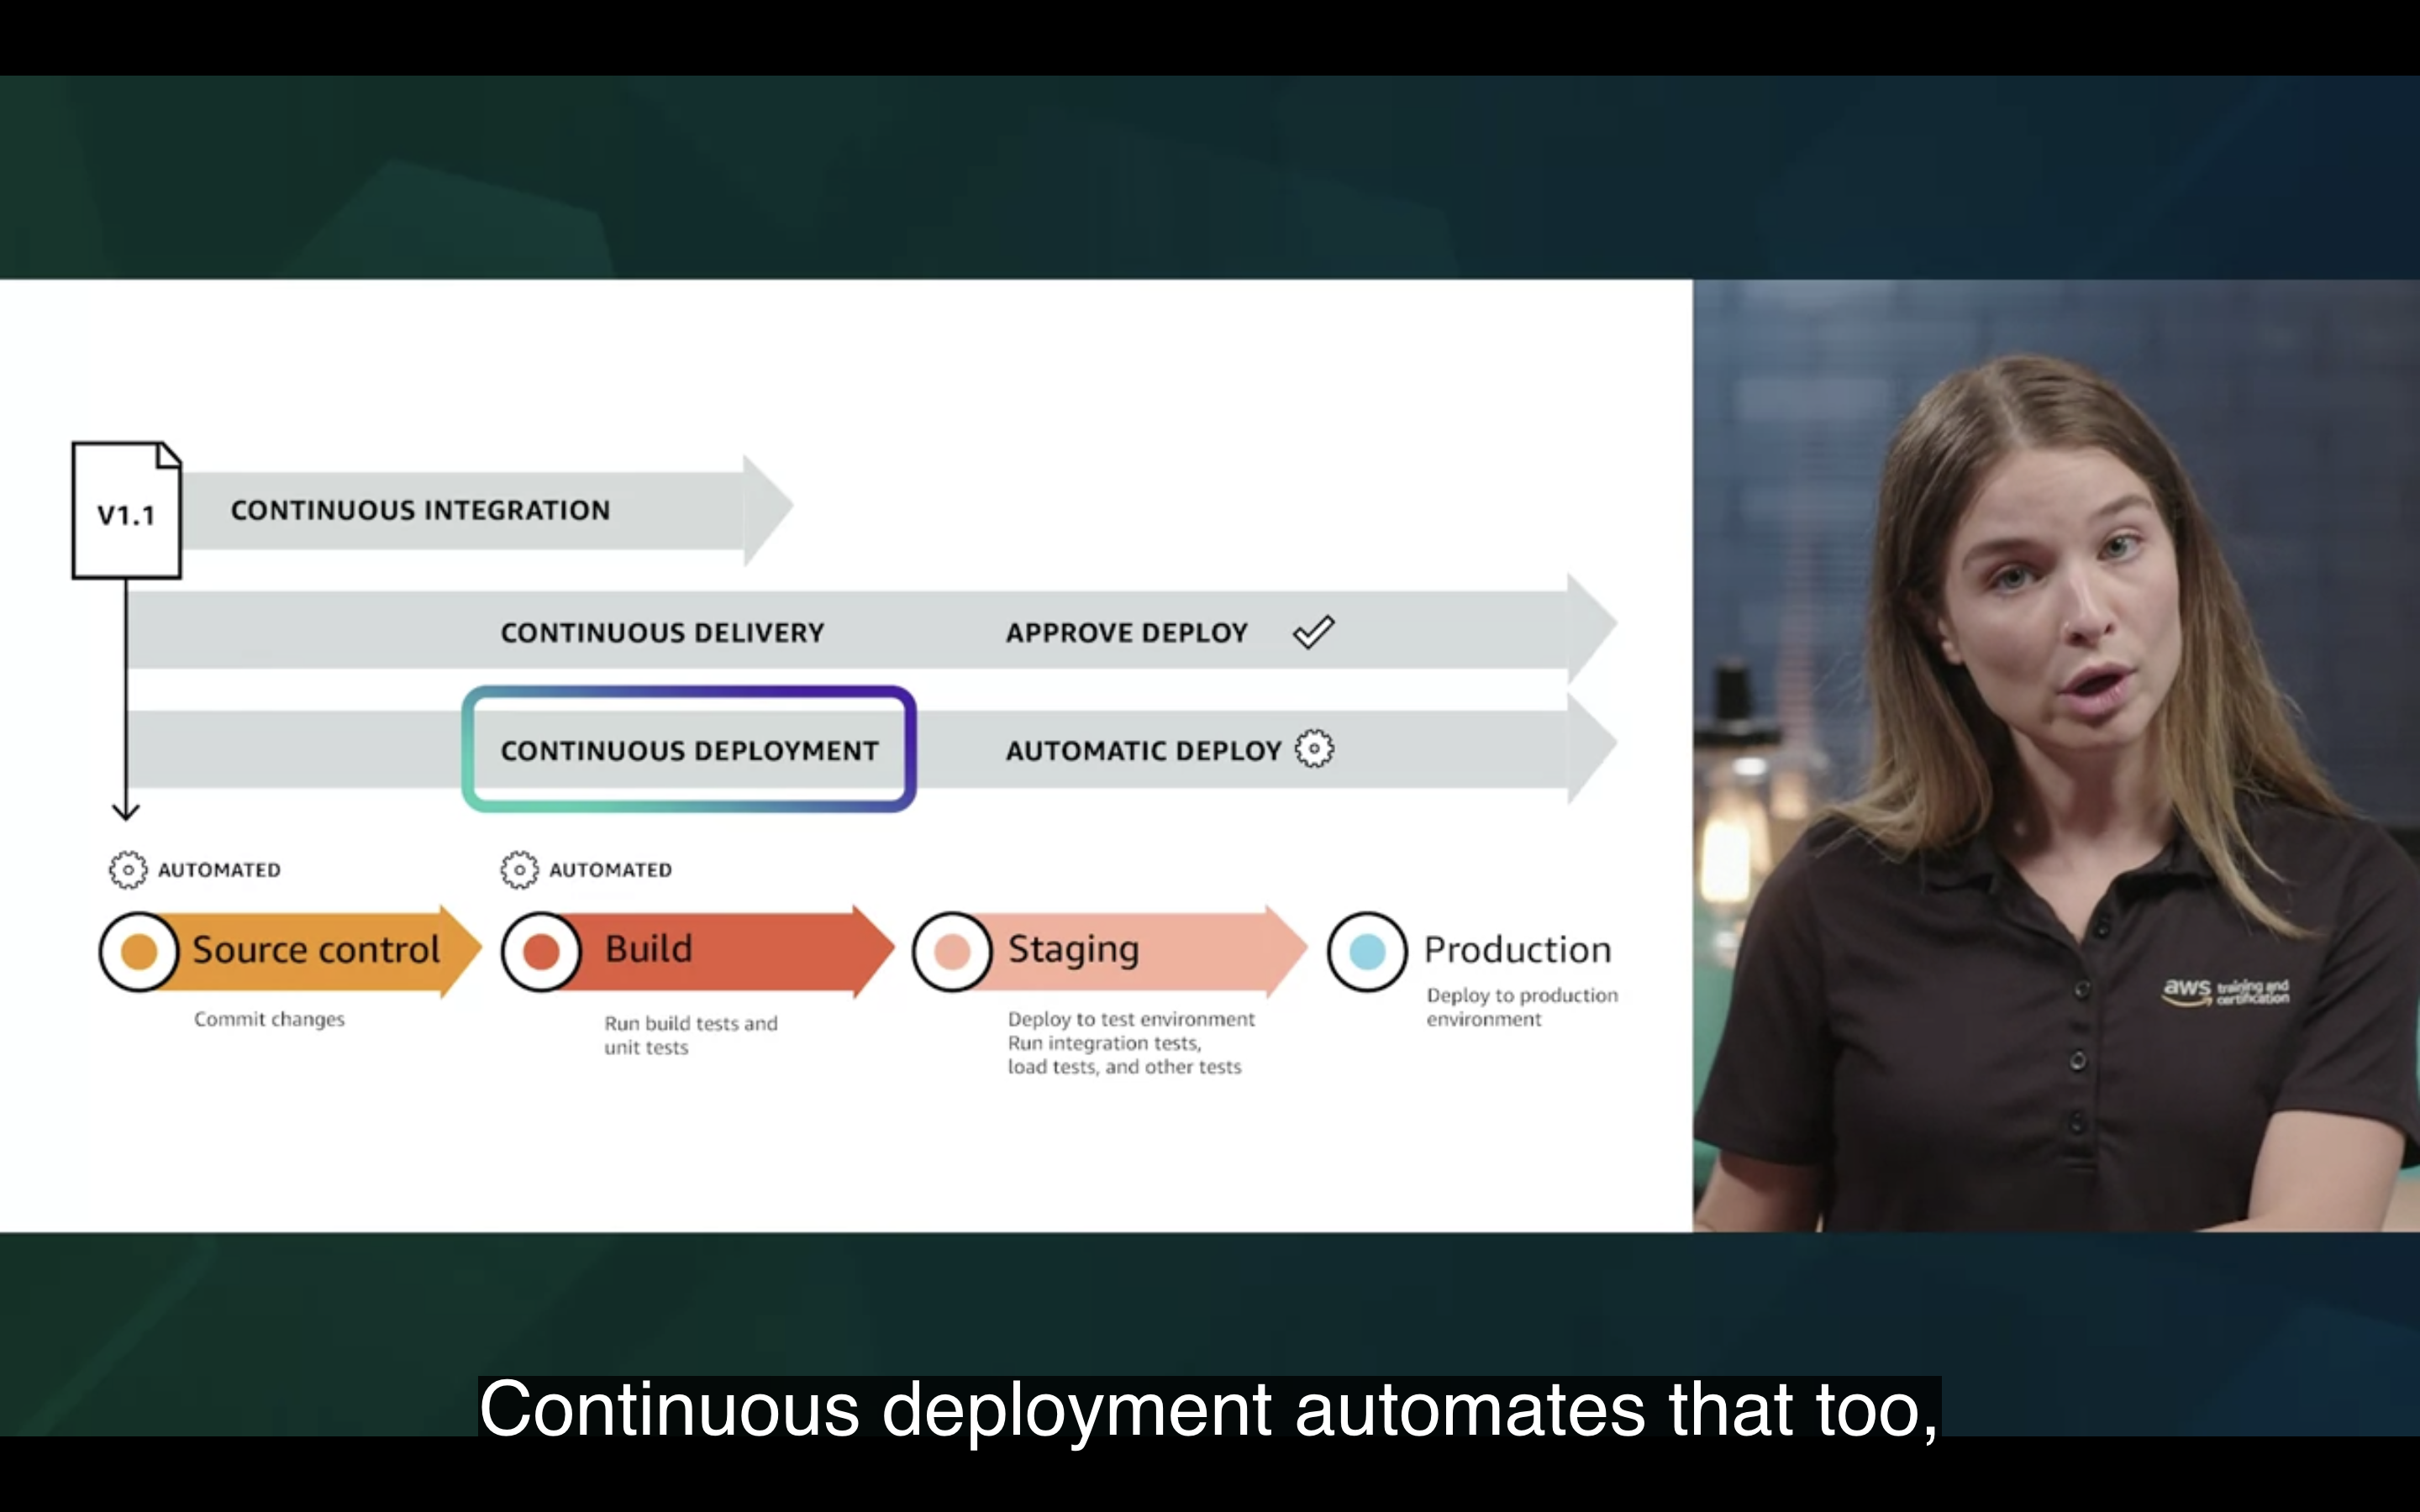 V1.1
CONTINUOUS INTEGRATION
CONTINUOUS DELIVERY
APPROVE DEPLOY
CONTINUOUS DEPLOYMENT
AUTOMATIC DEPLOY
AUTOMATED
AUTOMATED
Source control
Build
Staging
Production
Commit changes
Run build tests and
unit tests
Deploy to test environment
Run integration tests,
load tests, and other tests
Deploy to production
environment
aws training and
certification
Continuous deployment automates that too,